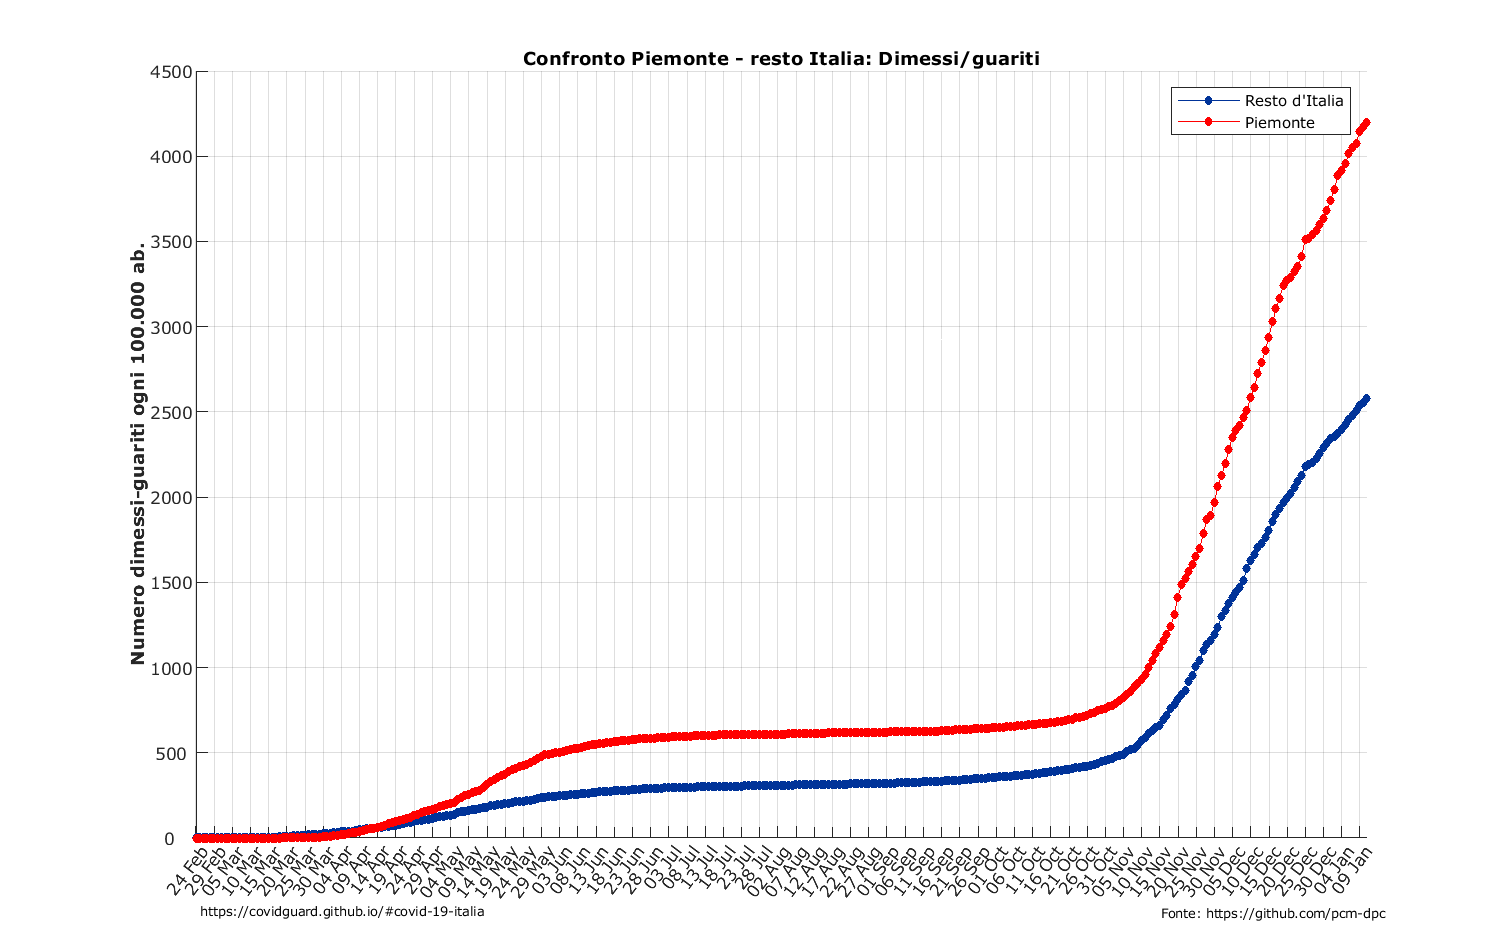 Confronto Piemonte - resto Italia: Dimessi/guariti
Resto d'Italia
Piemonte
Numero dimessi-guariti ogni 100.000 ab.
4500
4000
3500
3000
2500
2000
1500
1000
500
0
24 Feb
29 Feb
05 Mar
10 Mar
15 Mar
20 Mar
25 Mar
30 Mar
04 Apr
09 Apr
14 Apr
19 Apr
24 Apr
29 Apr
04 May
09 May
14 May
19 May
24 May
29 May
03 Jun
08 Jun
13 Jun
18 Jun
23 Jun
28 Jun
03 Jul
08 Jul
13 Jul
18 Jul
23 Jul
28 Jul
02 Aug
07 Aug
12 Aug
17 Aug
22 Aug
27 Aug
01 Sep
06 Sep
11 Sep
16 Sep
21 Sep
26 Sep
01 Oct
06 Oct
11 Oct
16 Oct
21 Oct
26 Oct
31 Oct
05 Nov
10 Nov
15 Nov
20 Nov
25 Nov
30 Nov
05 Dec
10 Dec
15 Dec
20 Dec
25 Dec
30 Dec
04 Jan
09 Jan
https://covidguard.github.io/#covid-19-italia
Fonte: https://github.com/pcm-dpc